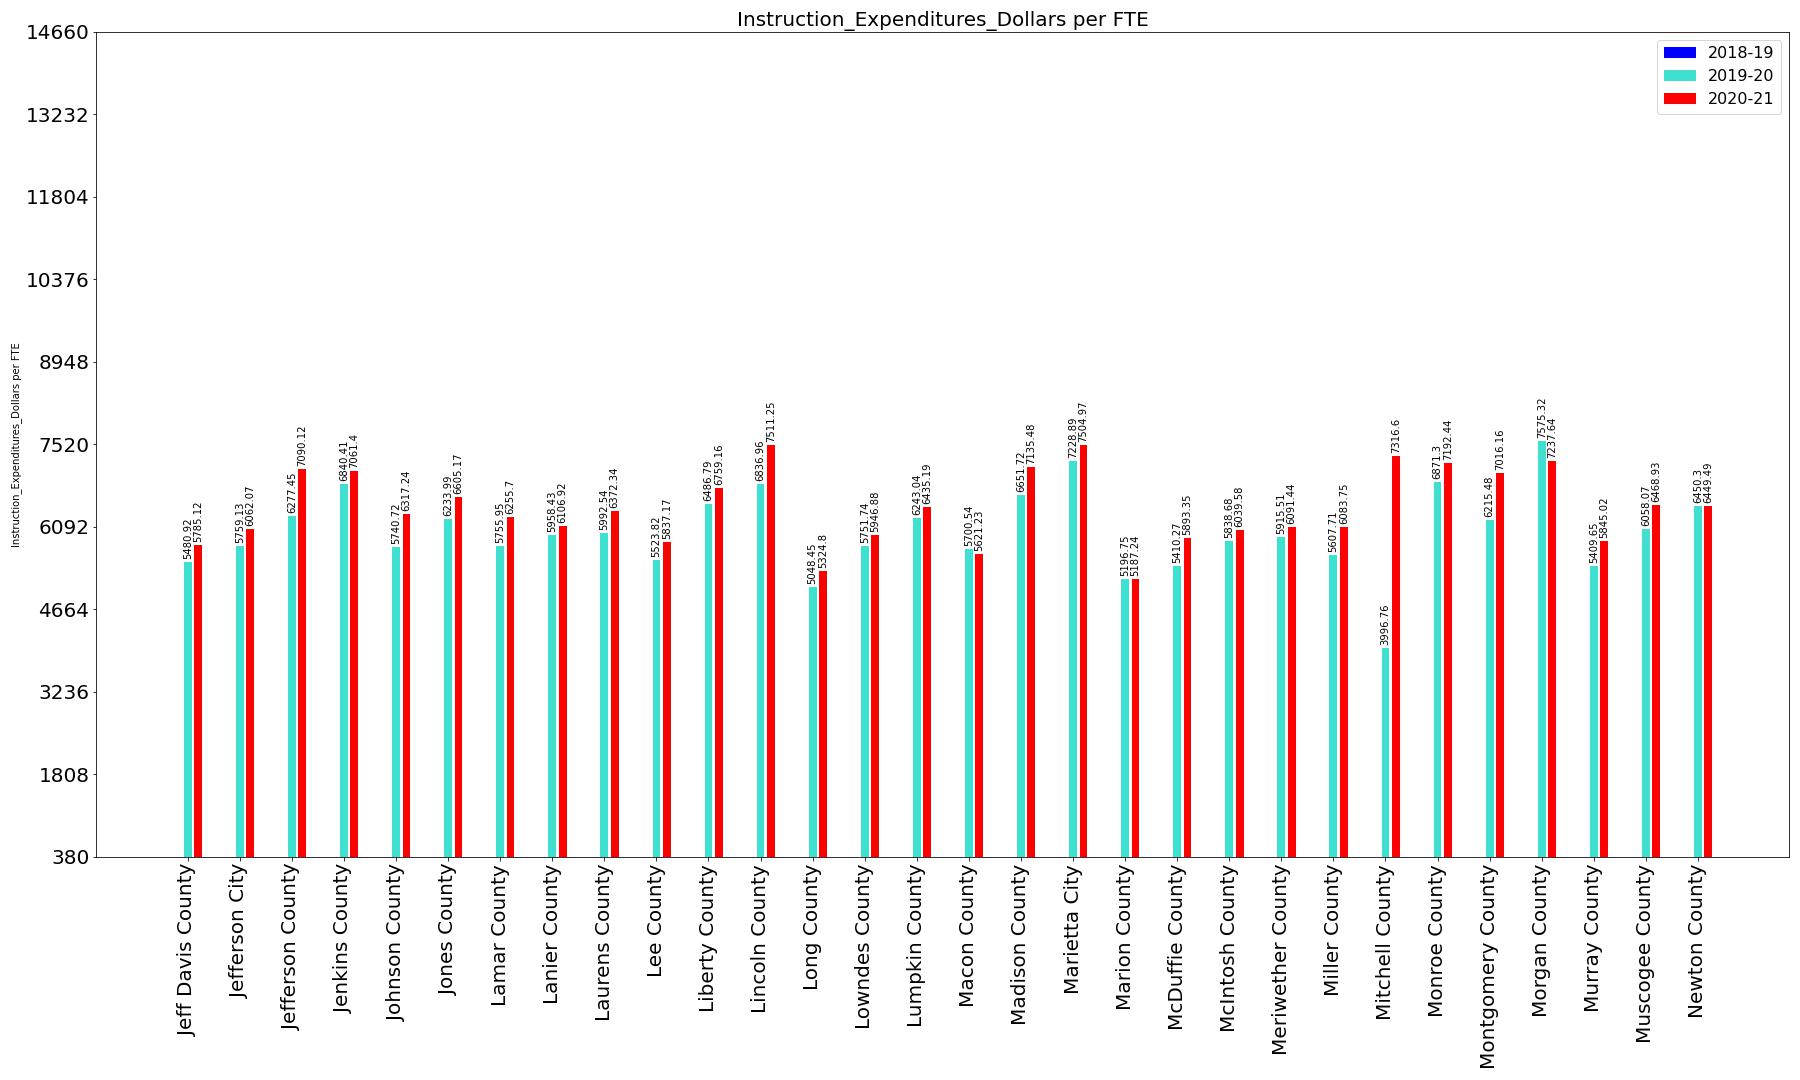 Instruction_Expenditures_Dollars per FTE
14660
13232
11804
10376
8948
7520
6092
4664
3236
1808
380
Instruction_Expenditures_Dollars per FTE
2018-19
2019-20
2020-21
5480.92
5785.12
5759.13
6062.07
6277.45
7090.12
6840.41
7061.4
5740.72
6317.24
6233.99
6605.17
5755.95
6255.7
5958.43
6106.92
5992.54
6372.34
5523.82
5837.17
6486.79
6759.16
6836.96
7511.25
5048.45
5324.8
5751.74
5946.88
6243.04
6435.19
5700.54
5621.23
6651.72
7135.48
7228.89
7504.97
5196.75
5187.24
5410.27
5893.35
5838.68
6039.58
5915.51
6091.44
5607.71
6083.75
3996.76
7316.6
6871.3
7192.44
6215.48
7016.16
7575.32
7237.64
5409.65
5845.02
6058.07
6468.93
6450.3
6449.49
Jeff Davis County
Jefferson City
Jefferson County
Jenkins County
Johnson County
Jones County
Lamar County
Lanier County
Laurens County
Lee County
Liberty County
Lincoln County
Long County
Lowndes County
Lumpkin County
Macon County
Madison County
Marietta City
Marion County
McDuffie County
McIntosh County
Meriwether County
Miller County
Mitchell County
Monroe County
Montgomery County
Morgan County
Murray County
Muscogee County
Newton County